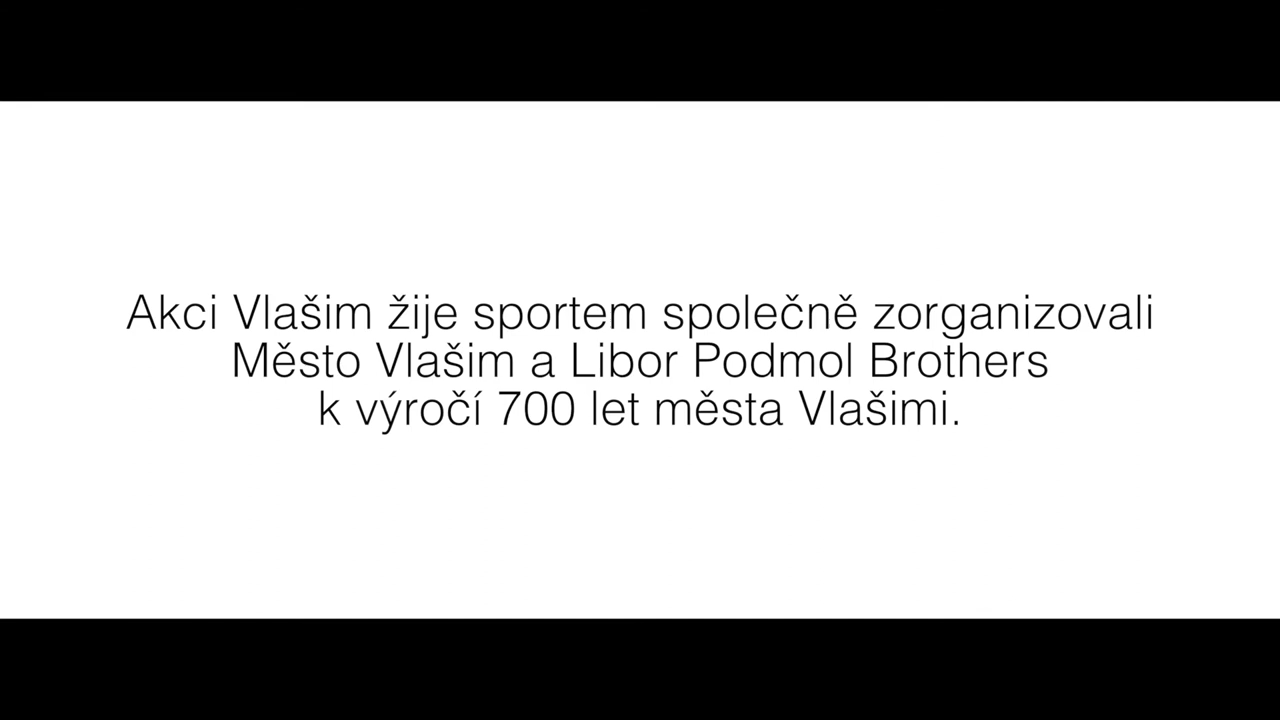 Akci Vlašim žije sportem společně zorganizovali
Město Vlašim a Libor Podmol Brothers
k výročí 700 let města Vlašimi.